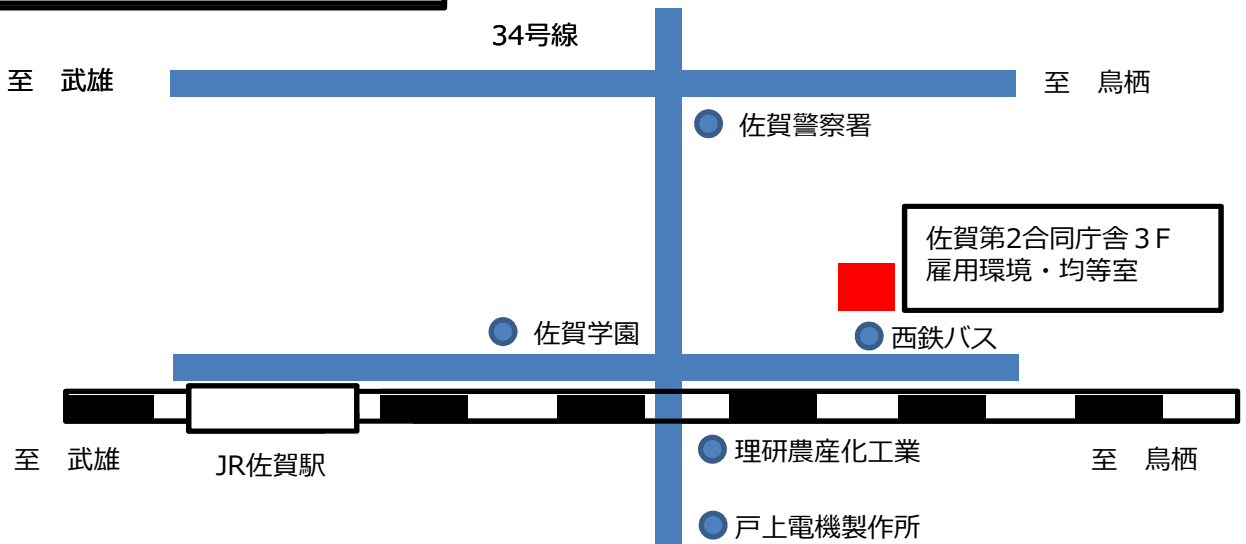 34号線
至　武雄
至　鳥栖
佐賀警察署
佐賀第2合同庁舎３F
雇用環境・均等室
佐賀学園
西鉄バス
至　武雄
JR佐賀駅
理研農産化工業
至　鳥栖
戸上電機製作所